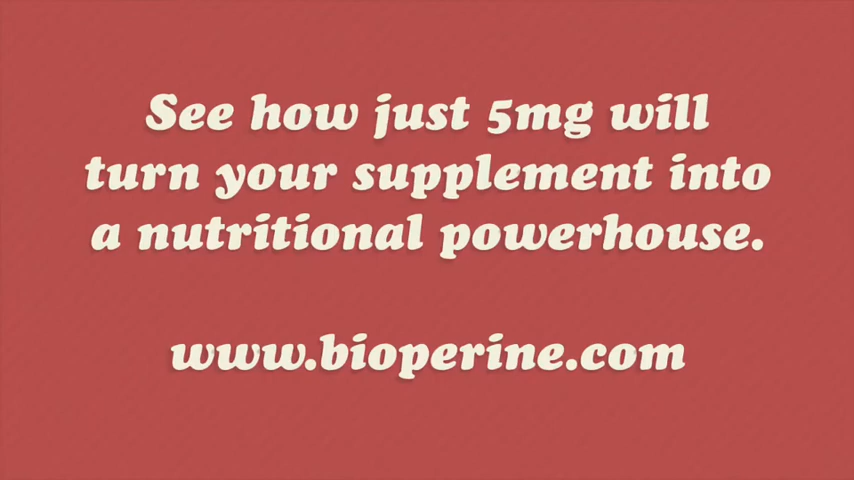 See how just 5mg will
turn your supplement into
a nutritional powerhouse.
www.bioperine.com